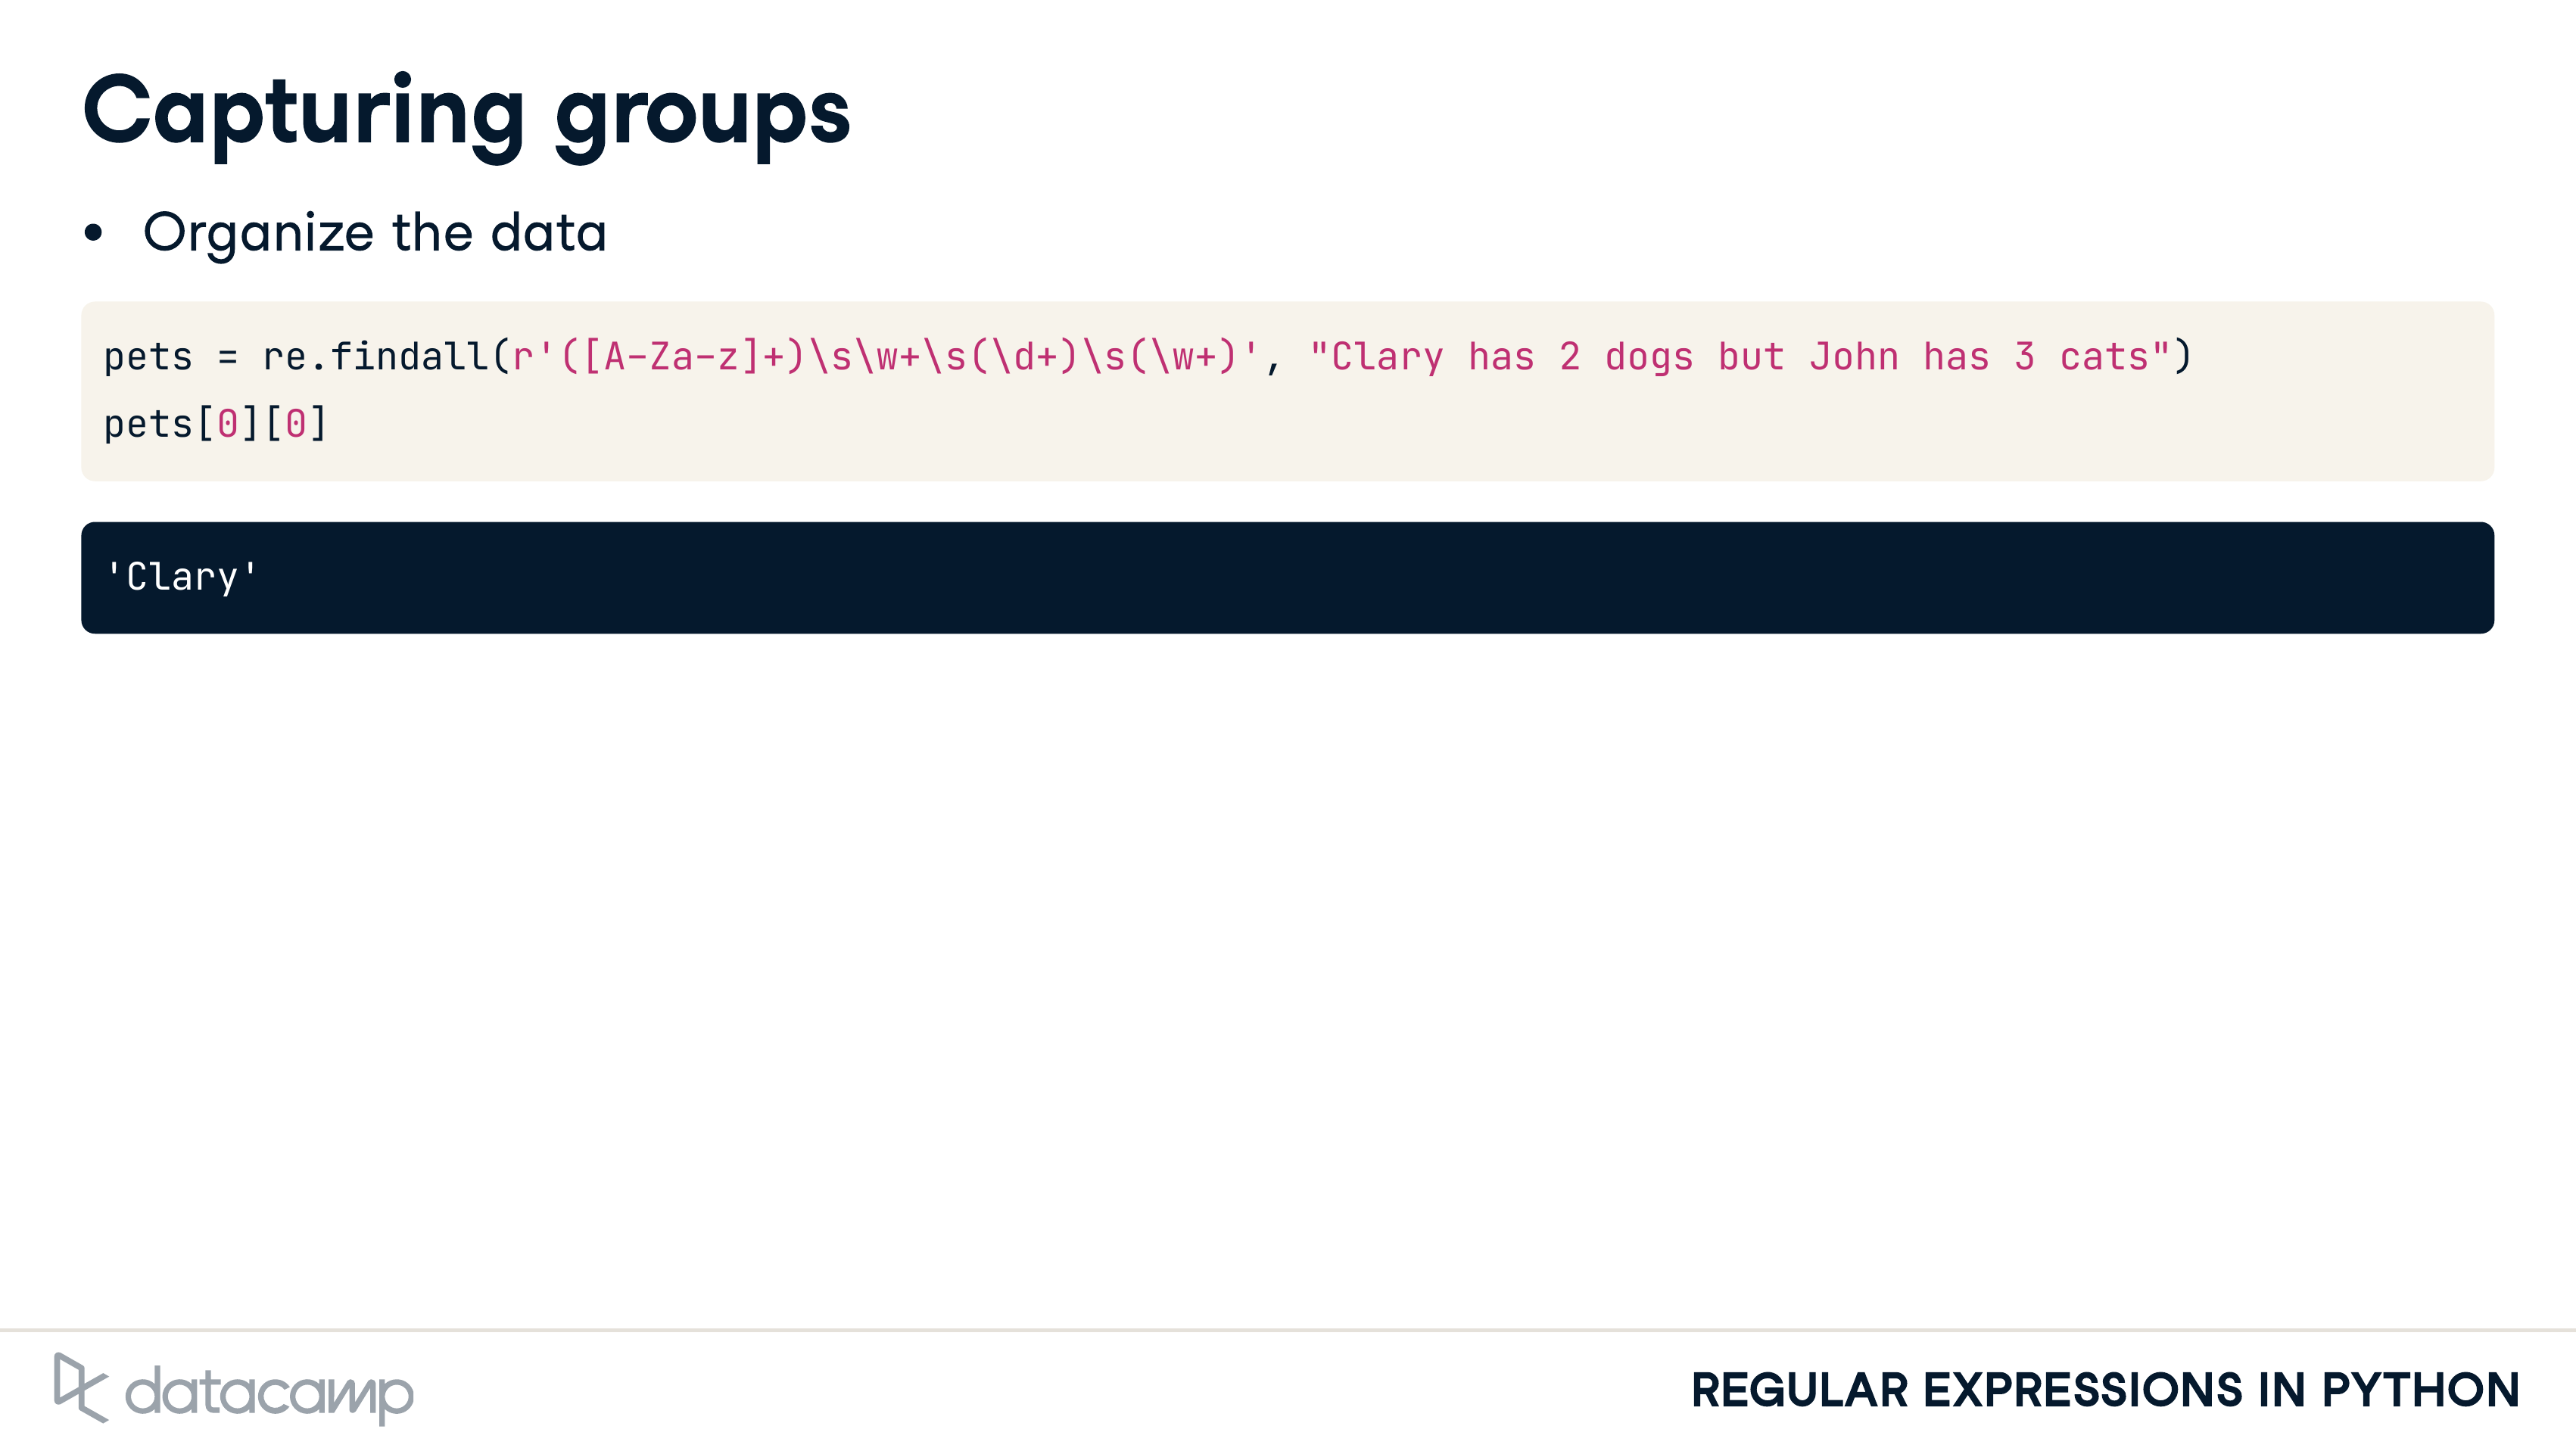 Capturing groups
• Organize the data
pets = re.findall(r'([A-Za-z]+)\s\w+\s(\d+)\s(\w+)', "Clary has 2 dogs but John has 3 cats")
pets[0][0]
'Clary'
datacamp
REGULAR EXPRESSIONS IN PYTHON